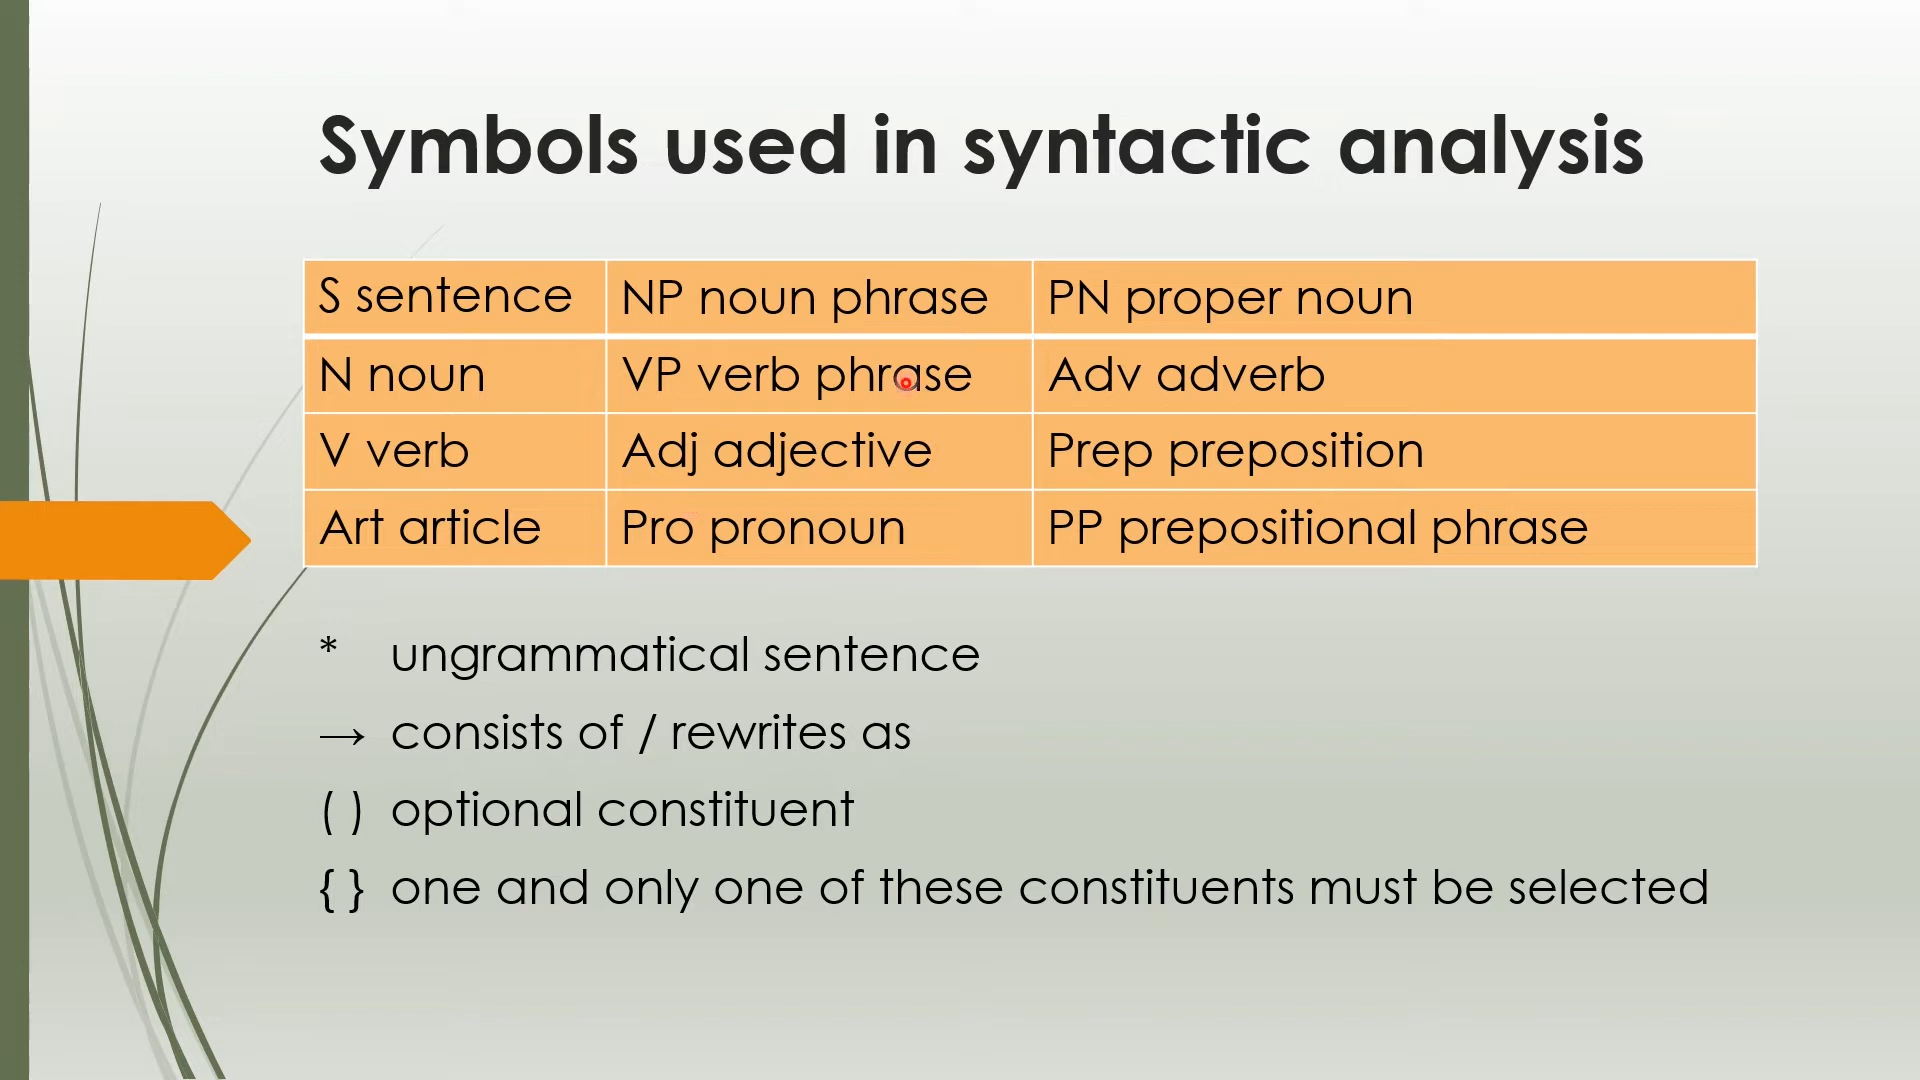 Symbols used in syntactic analysis
S sentence NP noun phrase PN proper noun
N noun VP verb phrase Adv adverb
V verb Adj adjective Prep preposition
Art article Pro pronoun PP prepositional phrase
* ungrammatical sentence
→ consists of / rewrites as
( ) optional constituent
{ } one and only one of these constituents must be selected